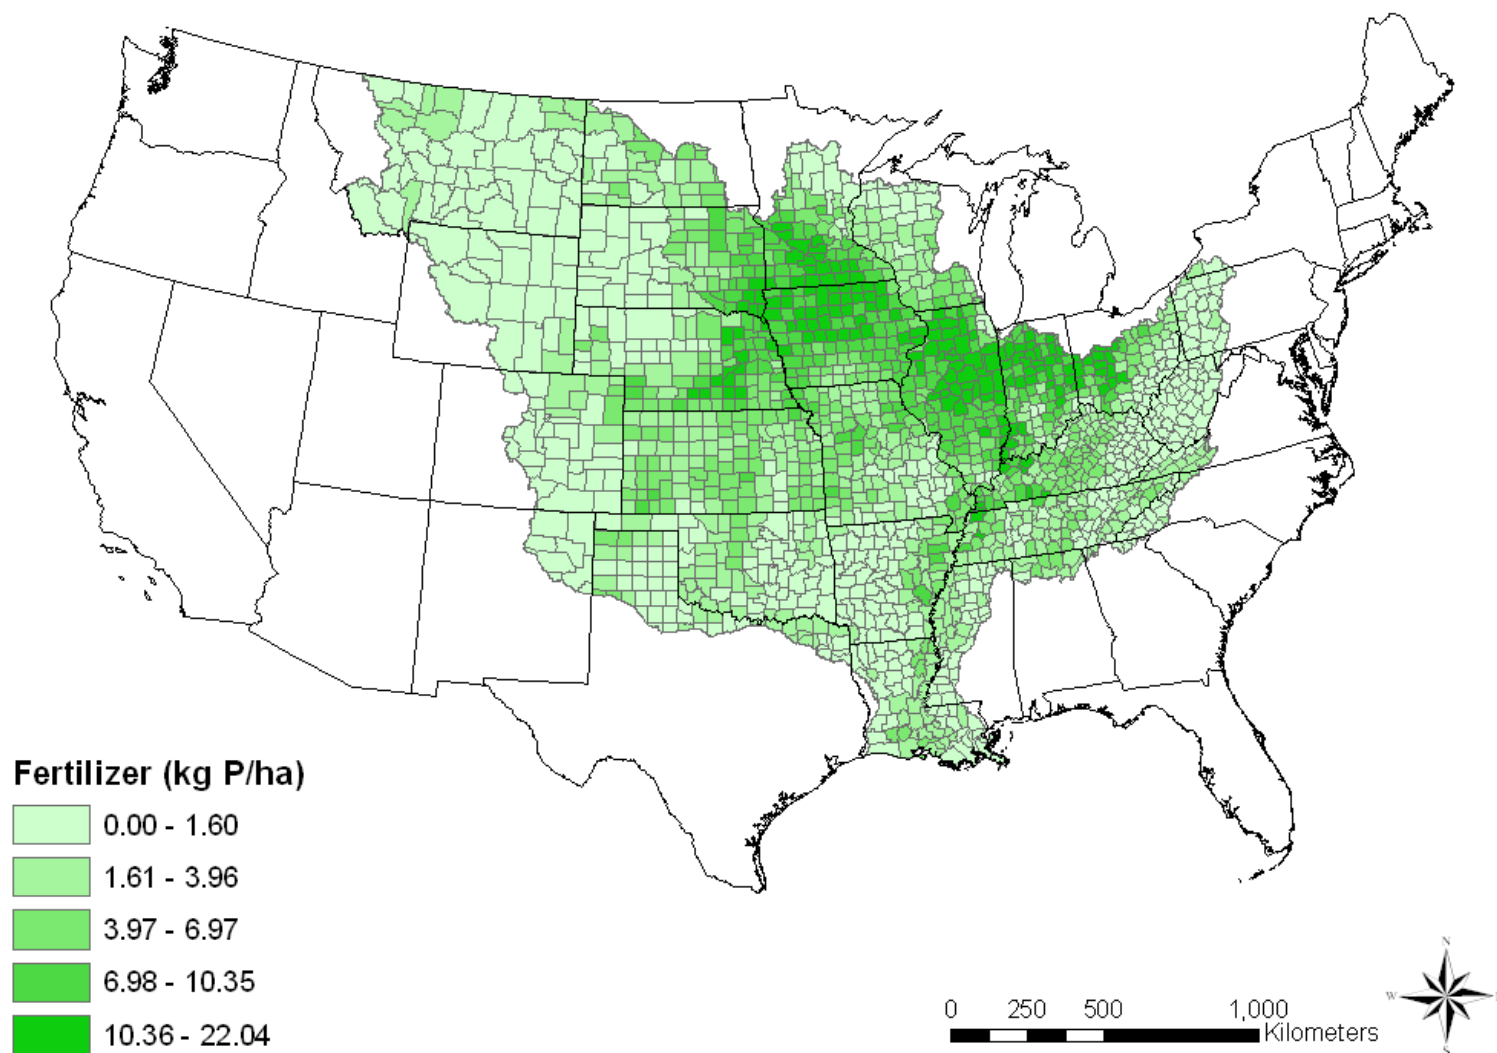 Fertilizer (kg P/ha)
0.00 - 1.60
1.61 - 3.96
3.97 - 6.97
6.98 - 10.35
10.36 - 22.04
0 250 500 1,000
Kilometers
N
W
S